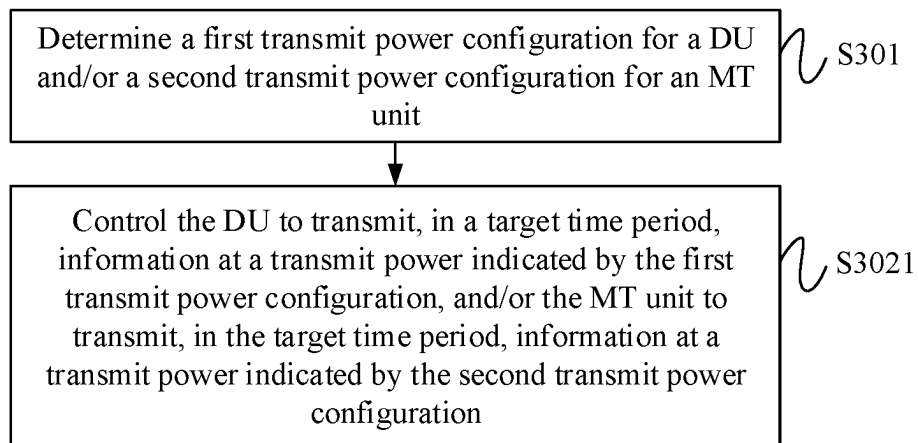 Determine a first transmit power configuration for a DU
and/or a second transmit power configuration for an MT
unit
S301
Control the DU to transmit, in a target time period,
information at a transmit power indicated by the first
transmit power configuration, and/or the MT unit to
transmit, in the target time period, information at a
transmit power indicated by the second transmit power
configuration
S3021